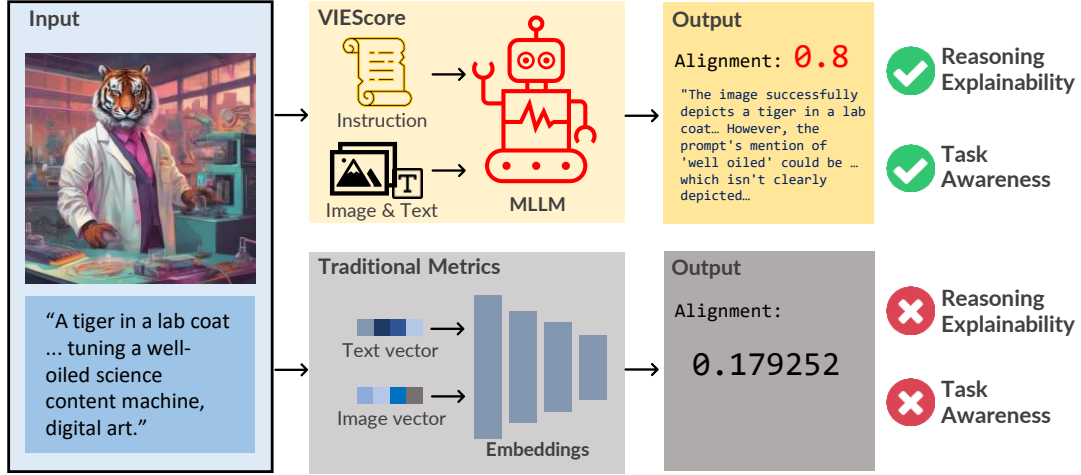 Input
"A tiger in a lab coat
... tuning a well-
oiled science
content machine,
digital art."
VIEScore
Instruction
T
Image & Text
MLLM
Output
Alignment: 0.8
"The image successfully
depicts a tiger in a lab
coat… However, the
prompt's mention of
'well oiled' could be …
which isn't clearly
depicted…
Reasoning
Explainability
Task
Awareness
Traditional Metrics
Text vector
Image vector
Embeddings
Output
Alignment:
0.179252
Reasoning
Explainability
Task
Awareness